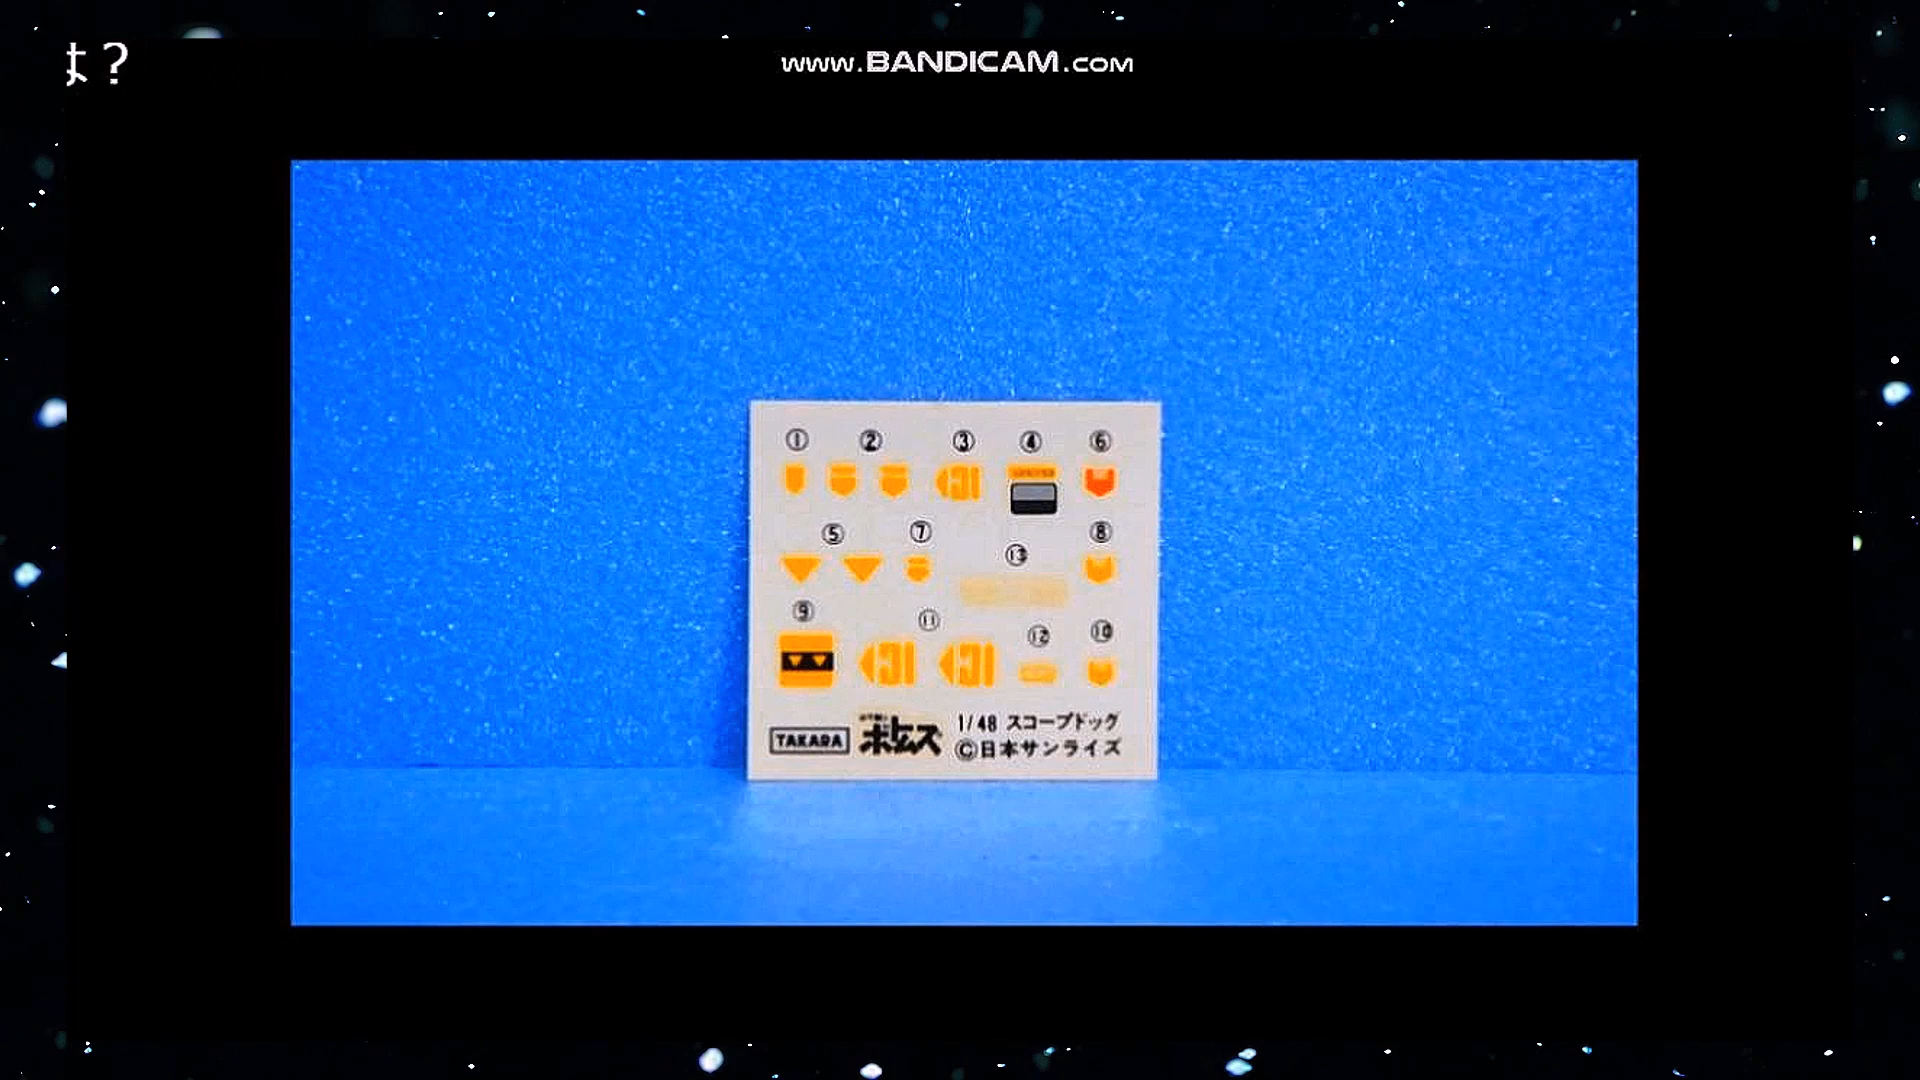 は?
www.BANDICAM.com
① ② ③ ④ ⑥
⑤ ⑦ ⑬ ⑧
⑨ ⑪ ⑫ ⑩
TAKARA ボトムズ 1/48 スコープドッグ
©日本サンライズ